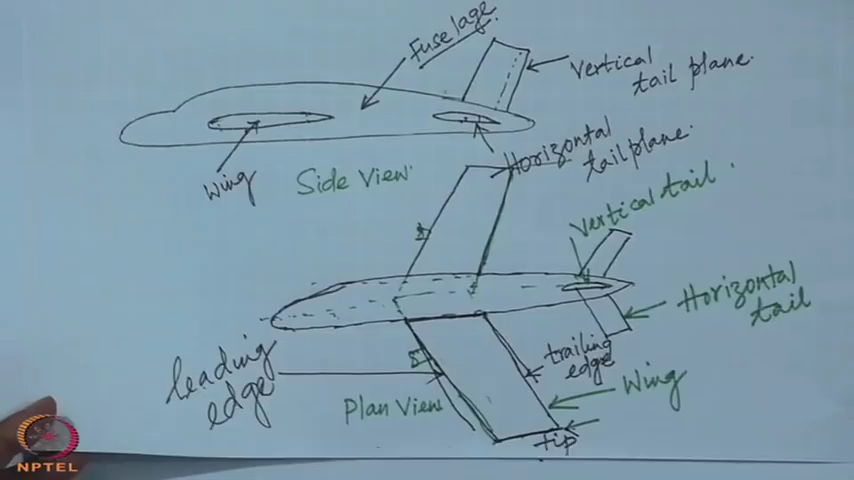 Fuselage
Vertical
tail plane.
Horizontal
tail plane.
Wing
Side View
Vertical tail.
Horizontal
tail
leading
edge
trailing
edge
Wing
Plan View
tip
NPTEL